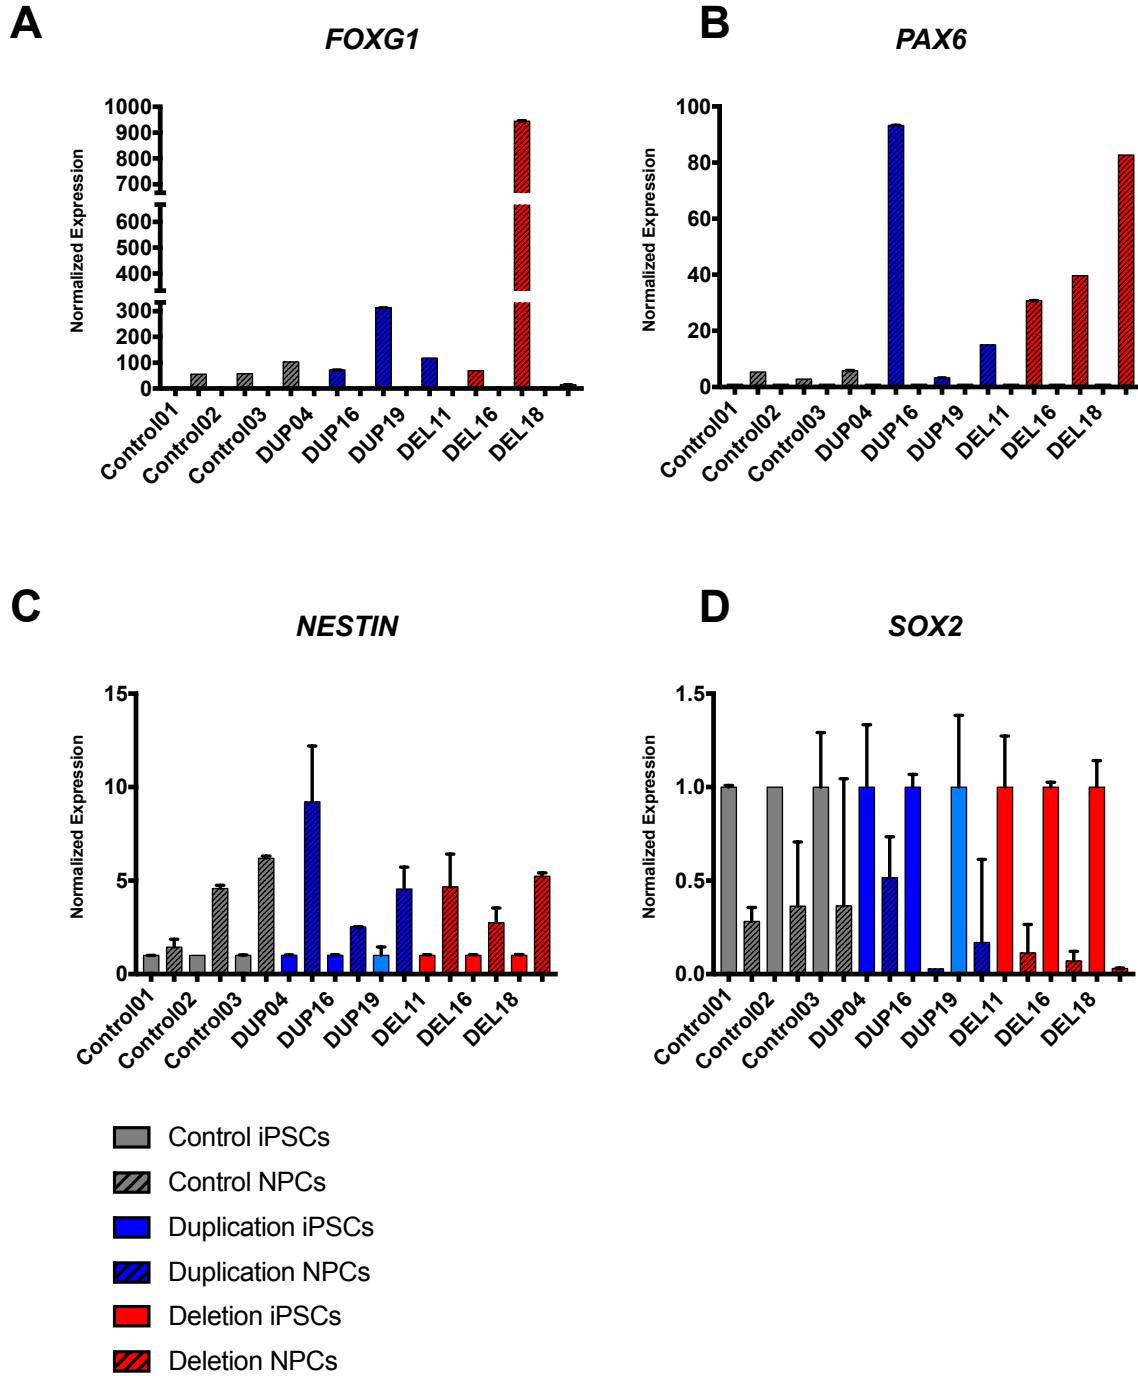 A
FOXG1
Normalized Expression
1000
900
800
700
600
500
400
300
200
100
0
Control01
Control02
Control03
DUP04
DUP16
DUP19
DEL11
DEL16
DEL18
B
PAX6
Normalized Expression
100
80
60
40
20
0
Control01
Control02
Control03
DUP04
DUP16
DUP19
DEL11
DEL16
DEL18
C
NESTIN
Normalized Expression
15
10
5
0
Control01
Control02
Control03
DUP04
DUP16
DUP19
DEL11
DEL16
DEL18
D
SOX2
Normalized Expression
1.5
1.0
0.5
0.0
Control01
Control02
Control03
DUP04
DUP16
DUP19
DEL11
DEL16
DEL18
Control iPSCs
Control NPCs
Duplication iPSCs
Duplication NPCs
Deletion iPSCs
Deletion NPCs